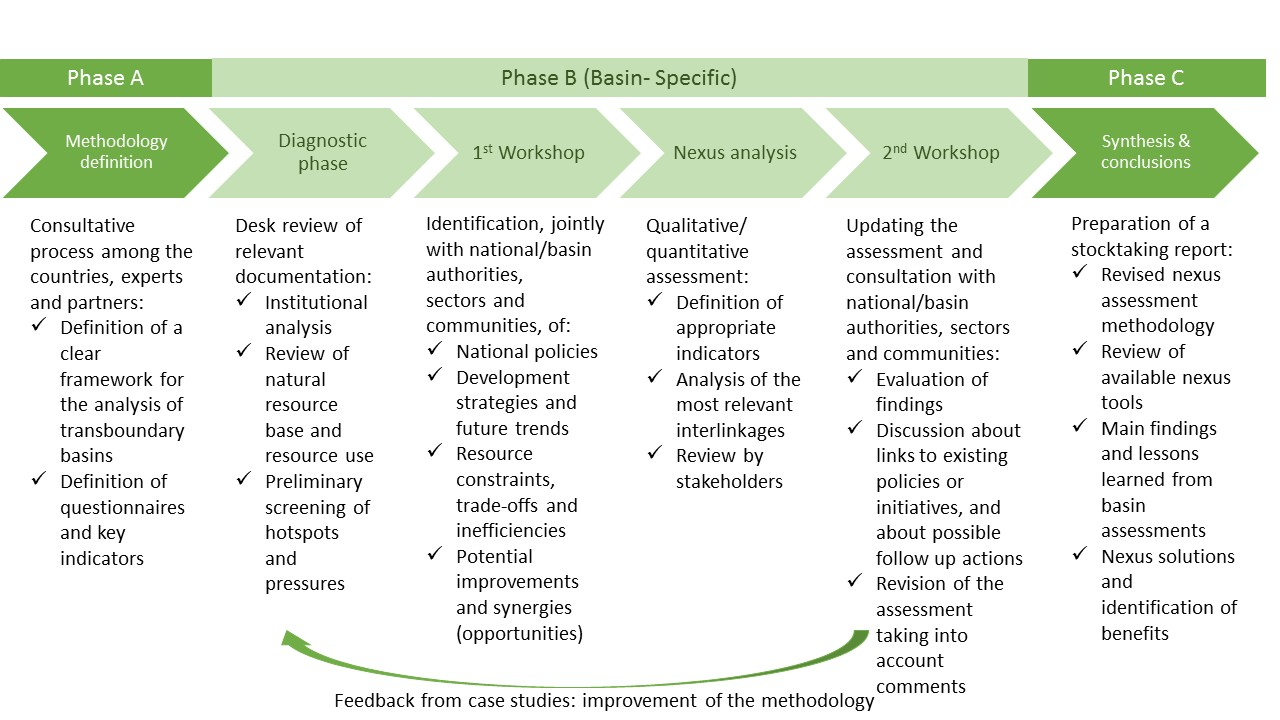 Phase A
Phase B (Basin- Specific)
Phase C
Methodology
definition
Diagnostic
phase
1st Workshop
Nexus analysis
2nd Workshop
Synthesis &
conclusions
Consultative
process among the
countries, experts
and partners:
✓ Definition of a
clear
framework for
the analysis of
transboundary
basins
✓ Definition of
questionnaires
and key
indicators
Desk review of
relevant
documentation:
✓ Institutional
analysis
✓ Review of
natural
resource
base and
resource use
✓ Preliminary
screening of
hotspots
and
pressures
Identification, jointly
with national/basin
authorities,
sectors and
communities, of:
✓ National policies
✓ Development
strategies and
future trends
✓ Resource
constraints,
trade-offs and
inefficiencies
✓ Potential
improvements
and synergies
(opportunities)
Qualitative/
quantitative
assessment:
✓ Definition of
appropriate
indicators
✓ Analysis of the
most relevant
interlinkages
✓ Review by
stakeholders
Updating the
assessment and
consultation with
national/basin
authorities, sectors
and communities:
✓ Evaluation of
findings
✓ Discussion about
links to existing
policies or
initiatives, and
about possible
follow up actions
✓ Revision of the
assessment
taking into
account
comments
Preparation of a
stocktaking report:
✓ Revised nexus
assessment
methodology
✓ Review of
available nexus
tools
✓ Main findings
and lessons
learned from
basin
assessments
✓ Nexus solutions
and
identification of
benefits
Feedback from case studies: improvement of the methodology